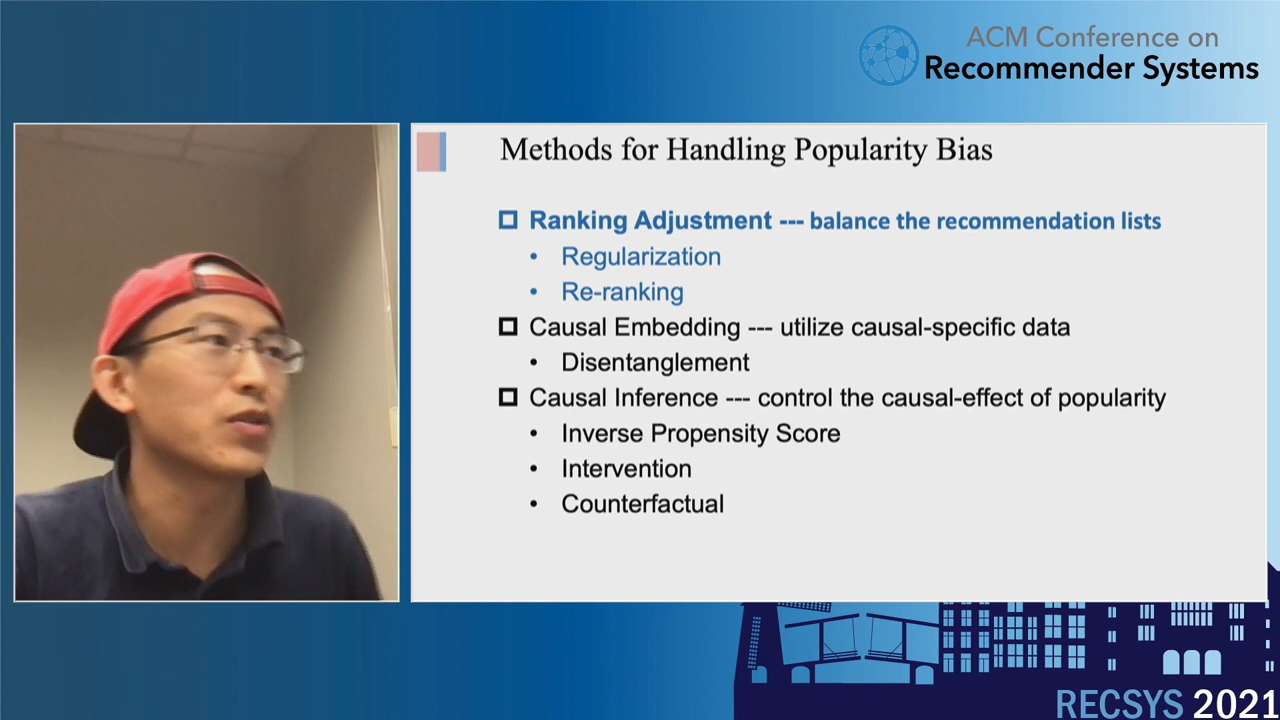 ACM Conference on
Recommender Systems
Methods for Handling Popularity Bias
Ranking Adjustment --- balance the recommendation lists
• Regularization
• Re-ranking
Causal Embedding --- utilize causal-specific data
• Disentanglement
Causal Inference --- control the causal-effect of popularity
• Inverse Propensity Score
• Intervention
• Counterfactual
RECSYS 2021